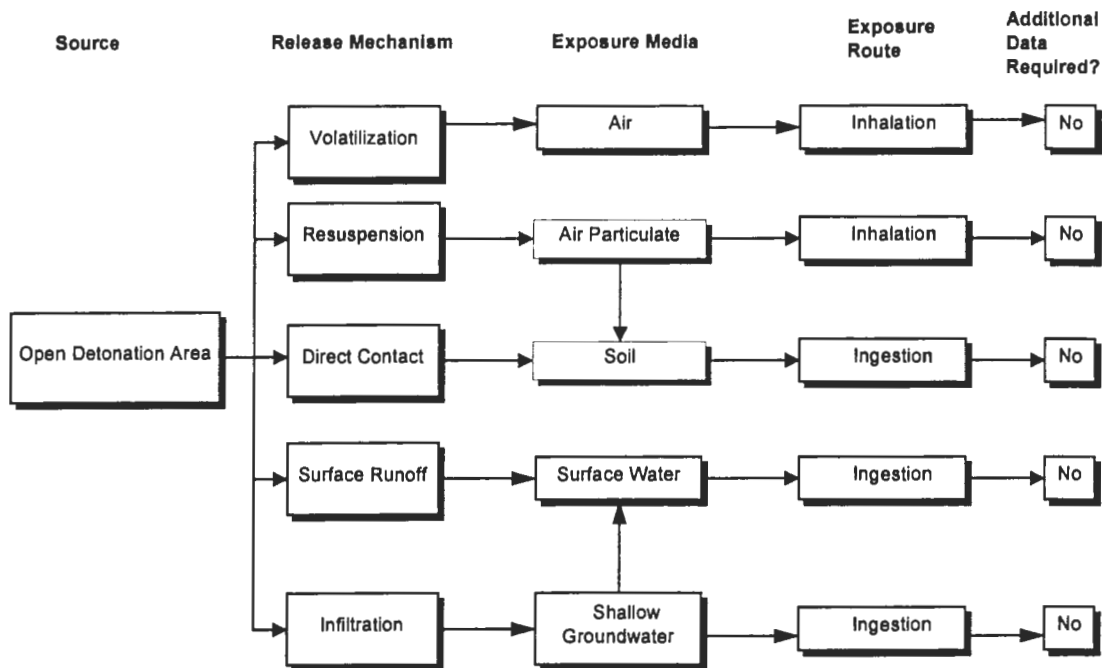 Source
Release Mechanism
Exposure Media
Exposure
Route
Additional
Data
Required?
Volatilization
Air
Inhalation
No
Resuspension
Air Particulate
Inhalation
No
Open Detonation Area
Direct Contact
Soil
Ingestion
No
Surface Runoff
Surface Water
Ingestion
No
Infiltration
Shallow
Groundwater
Ingestion
No